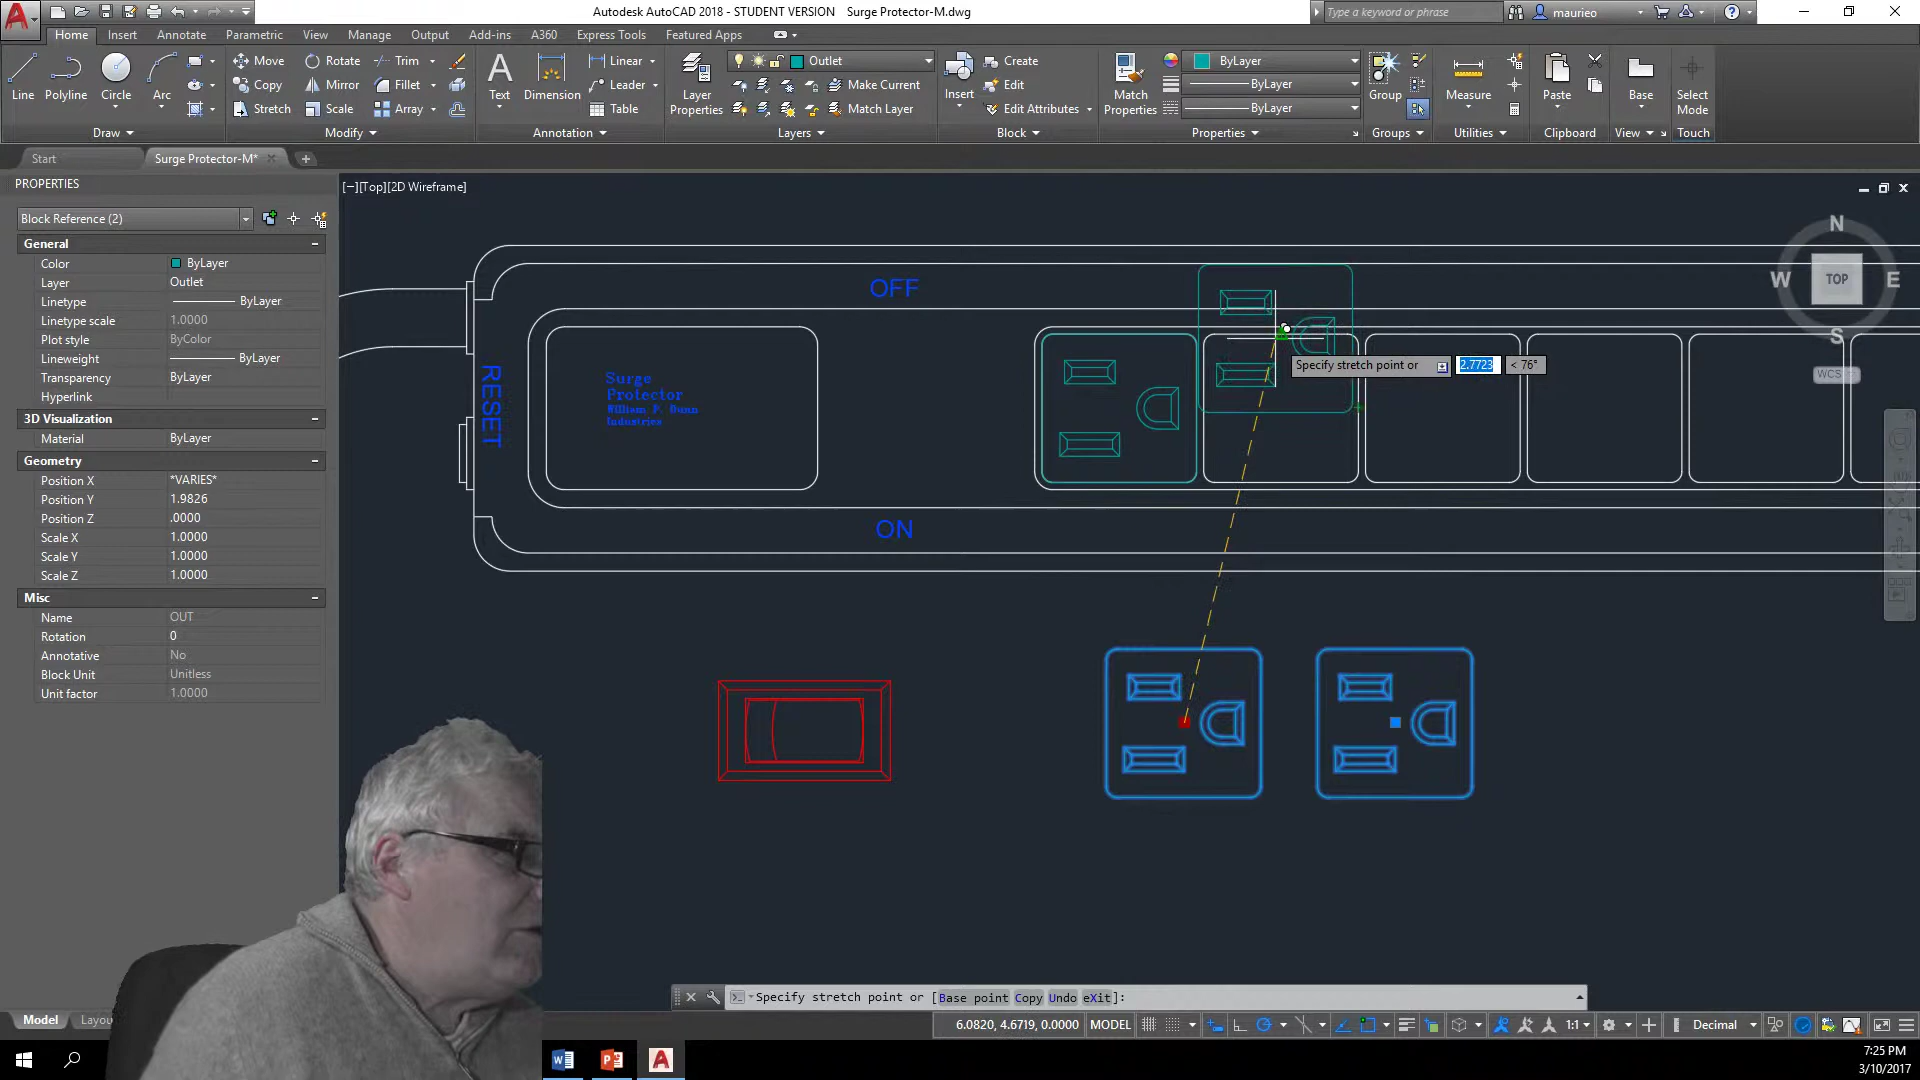 Autodesk AutoCAD 2018 - STUDENT VERSION Surge Protector-M.dwg
Type a keyword or phrase
maurieo
Home Insert Annotate Parametric View Manage Output Add-ins A360 Express Tools Featured Apps
Line Polyline Circle Arc
Move Rotate Trim
Copy Mirror Fillet
Stretch Scale Array
Text Dimension
Linear
Leader
Table
Layer Properties
Outlet
Make Current
Match Layer
Insert
Create
Edit
Edit Attributes
Match Properties
ByLayer
ByLayer
ByLayer
Group
Measure
Paste
Base
Select Mode
Draw Modify Annotation Layers Block Properties Groups Utilities Clipboard View Touch
Start Surge Protector-M*
PROPERTIES
Block Reference (2)
General
Color ByLayer
Layer Outlet
Linetype ByLayer
Linetype scale 1.0000
Plot style ByColor
Lineweight ByLayer
Transparency ByLayer
Hyperlink
3D Visualization
Material ByLayer
Geometry
Position X *VARIES*
Position Y 1.9826
Position Z .0000
Scale X 1.0000
Scale Y 1.0000
Scale Z 1.0000
Misc
Name OUT
Rotation 0
Annotative No
Block Unit Unitless
Unit factor 1.0000
[−][Top][2D Wireframe]
N
W TOP E
S
WCS
OFF
RESET
Surge
Protector
William P. Dunn
Industries
ON
Specify stretch point or 2.7723 < 76°
Specify stretch point or [Base point Copy Undo eXit]:
Model
6.0820, 4.6719, 0.0000 MODEL
1:1
Decimal
7:25 PM
3/10/2017